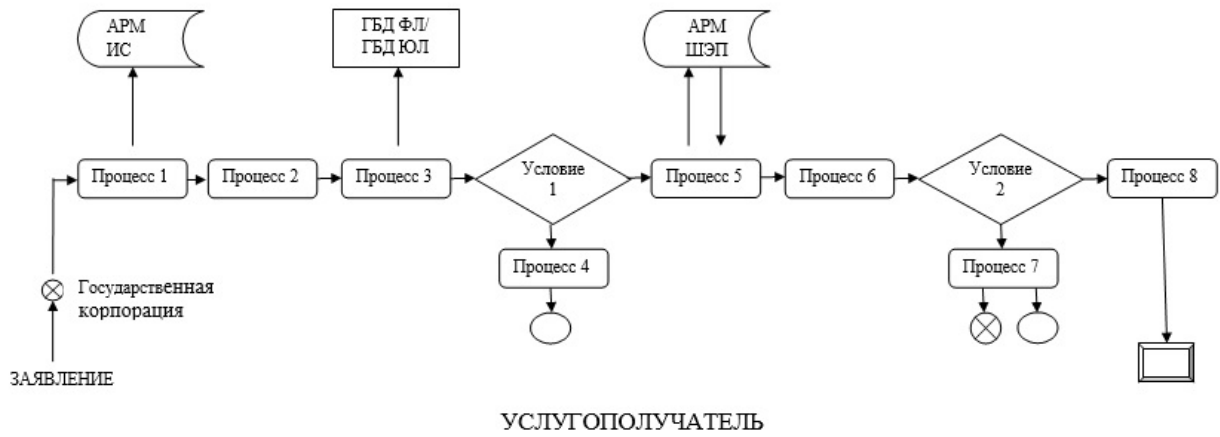 АРМ
ИС
ГБД ФЛ/
ГБД ЮЛ
АРМ
ШЭП
Процесс 1
Процесс 2
Процесс 3
Условие
1
Процесс 5
Процесс 6
Условие
2
Процесс 8
Процесс 4
Процесс 7
Государственная
корпорация
ЗАЯВЛЕНИЕ
УСЛУГОПОЛУЧАТЕЛЬ